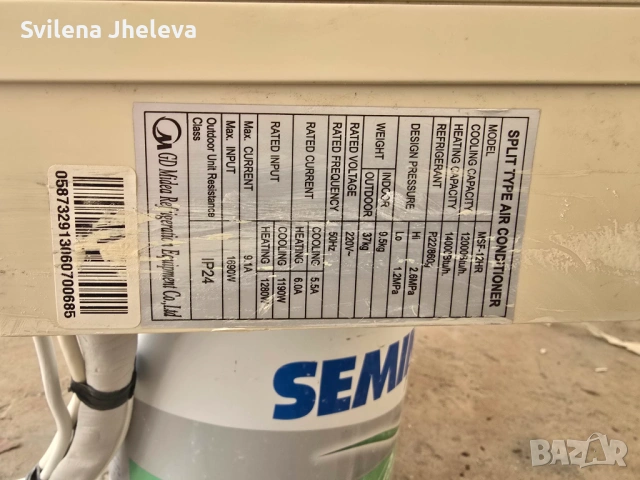 Svilena Jheleva
SPLIT TYPE AIR CONDITIONER
MODEL MSF-12HR
COOLING CAPACITY 12000Btu/h.
HEATING CAPACITY 14000Btu/h.
REFRIGERANT R22/860g
DESIGN PRESSURE Hi 2.6MPa
Lo 1.2MPa
WEIGHT INDOOR 9.5kg
OUTDOOR 37kg
RATED VOLTAGE 220V~
RATED FREQUENCY 50Hz
RATED CURRENT COOLING 5.5A
HEATING 6.0A
RATED INPUT COOLING 1190W
HEATING 1280W
Max. CURRENT 9.1A
Max. INPUT 1690W
Outdoor Unit Resistance Class IP24
GD Midea Refrigeration Equipment Co.,Ltd
058732913060700685
SEMI
BAZAR